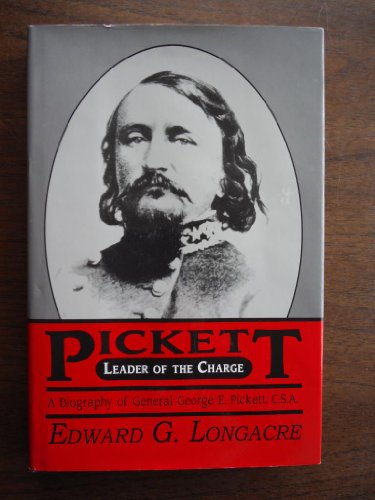 PICKETT
LEADER OF THE CHARGE
A Biography of General George E. Pickett, C.S.A.
EDWARD G. LONGACRE